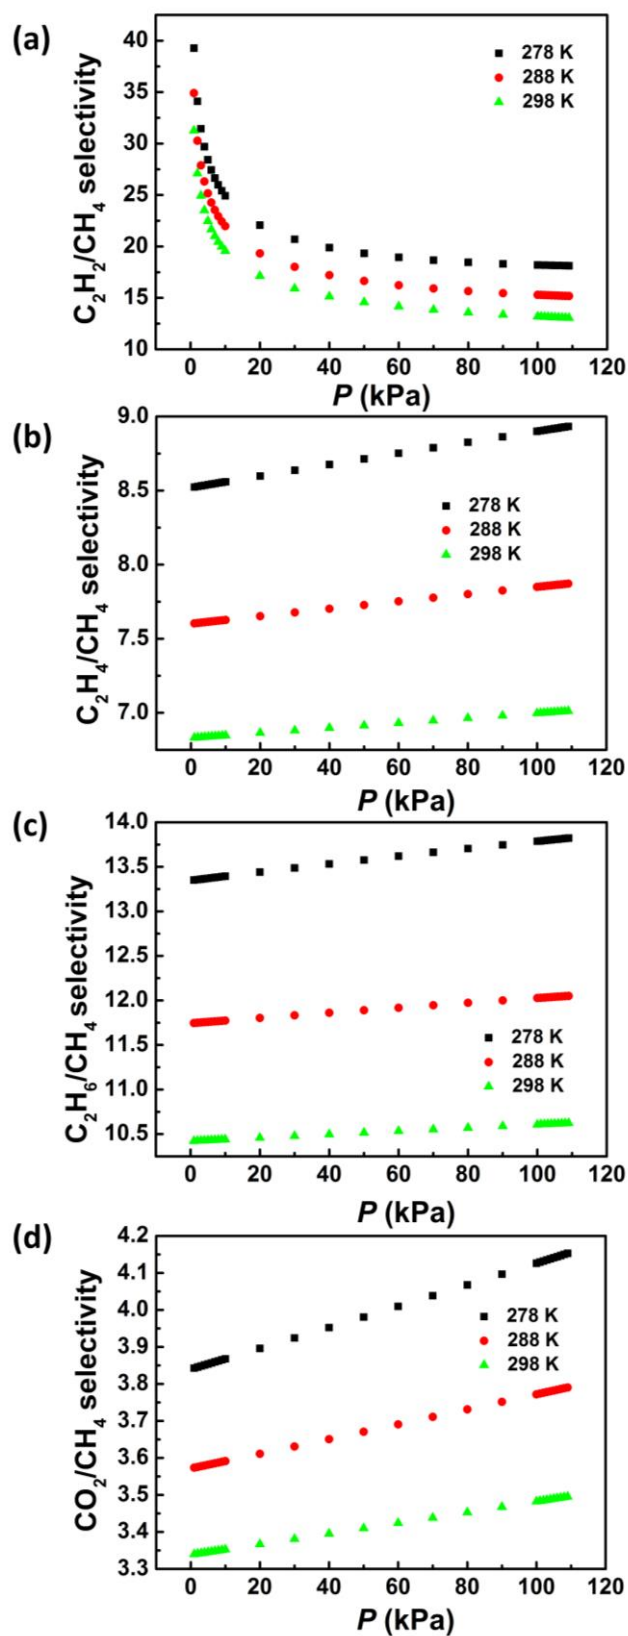 (a)
C₂H₂/CH₄ selectivity
40
35
30
25
20
15
10
278 K
288 K
298 K
0 20 40 60 80 100 120
P (kPa)
(b)
C₂H₄/CH₄ selectivity
9.0
8.5
8.0
7.5
7.0
278 K
288 K
298 K
0 20 40 60 80 100 120
P (kPa)
(c)
C₂H₆/CH₄ selectivity
14.0
13.5
13.0
12.5
12.0
11.5
11.0
10.5
278 K
288 K
298 K
0 20 40 60 80 100 120
P (kPa)
(d)
CO₂/CH₄ selectivity
4.2
4.1
4.0
3.9
3.8
3.7
3.6
3.5
3.4
3.3
278 K
288 K
298 K
0 20 40 60 80 100 120
P (kPa)